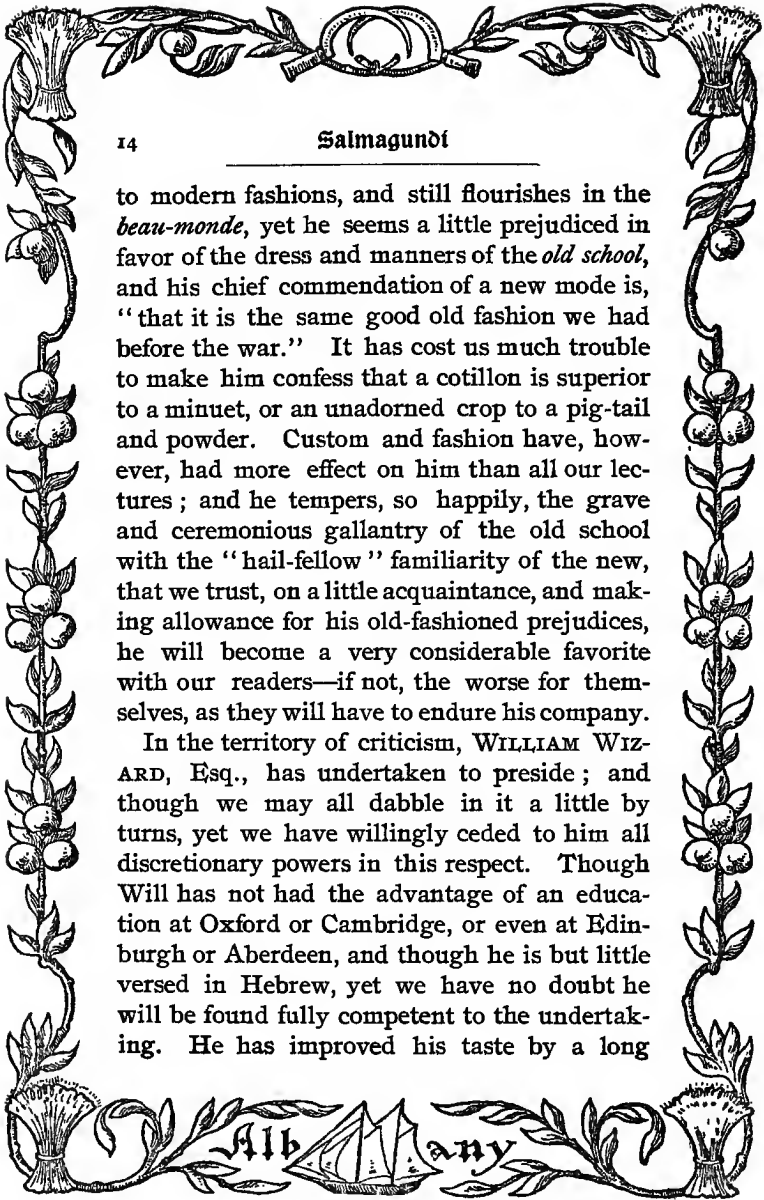 14 Salmagundi
to modern fashions, and still flourishes in the
beau-monde, yet he seems a little prejudiced in
favor of the dress and manners of the old school,
and his chief commendation of a new mode is,
“that it is the same good old fashion we had
before the war.” It has cost us much trouble
to make him confess that a cotillon is superior
to a minuet, or an unadorned crop to a pig-tail
and powder. Custom and fashion have, how-
ever, had more effect on him than all our lec-
tures ; and he tempers, so happily, the grave
and ceremonious gallantry of the old school
with the “hail-fellow” familiarity of the new,
that we trust, on a little acquaintance, and mak-
ing allowance for his old-fashioned prejudices,
he will become a very considerable favorite
with our readers—if not, the worse for them-
selves, as they will have to endure his company.
In the territory of criticism, WILLIAM WIZ-
ARD, Esq., has undertaken to preside ; and
though we may all dabble in it a little by
turns, yet we have willingly ceded to him all
discretionary powers in this respect. Though
Will has not had the advantage of an educa-
tion at Oxford or Cambridge, or even at Edin-
burgh or Aberdeen, and though he is but little
versed in Hebrew, yet we have no doubt he
will be found fully competent to the undertak-
ing. He has improved his taste by a long
Albany